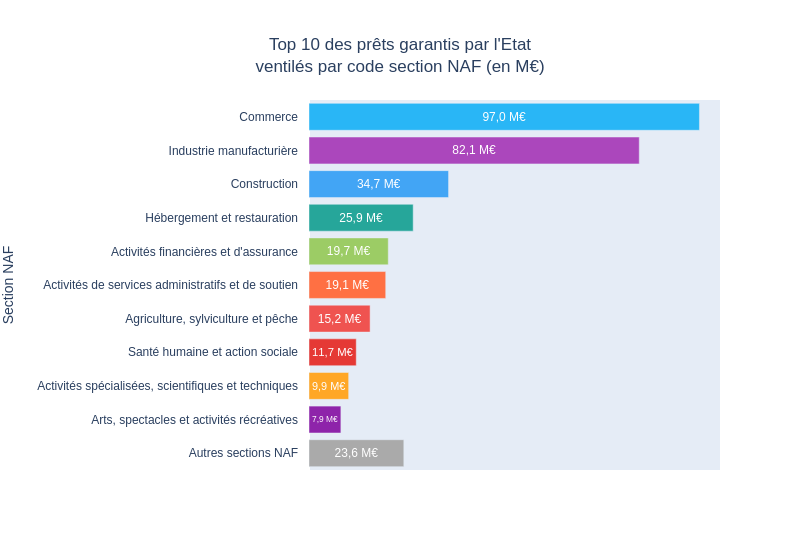 Top 10 des prêts garantis par l'Etat
ventilés par code section NAF (en M€)
Section NAF
Commerce 97,0 M€
Industrie manufacturière 82,1 M€
Construction 34,7 M€
Hébergement et restauration 25,9 M€
Activités financières et d'assurance 19,7 M€
Activités de services administratifs et de soutien 19,1 M€
Agriculture, sylviculture et pêche 15,2 M€
Santé humaine et action sociale 11,7 M€
Activités spécialisées, scientifiques et techniques 9,9 M€
Arts, spectacles et activités récréatives 7,9 M€
Autres sections NAF 23,6 M€